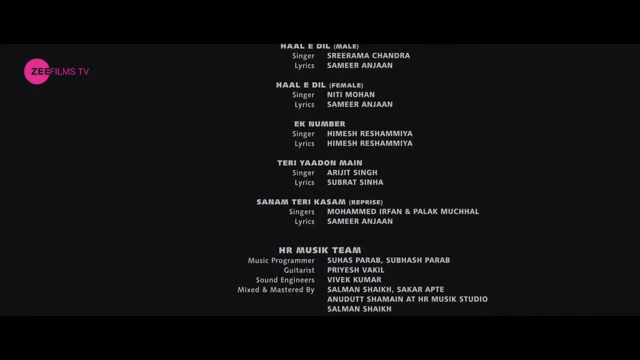 HAAL E DIL (MALE)
Singer SREERAMA CHANDRA
Lyrics SAMEER ANJAAN
ZEEFILMS TV
HAAL E DIL (FEMALE)
Singer NITI MOHAN
Lyrics SAMEER ANJAAN
EK NUMBER
Singer HIMESH RESHAMMIYA
Lyrics HIMESH RESHAMMIYA
TERI YAADON MAIN
Singer ARIJIT SINGH
Lyrics SUBRAT SINHA
SANAM TERI KASAM (REPRISE)
Singers MOHAMMED IRFAN & PALAK MUCHHAL
Lyrics SAMEER ANJAAN
HR MUSIK TEAM
Music Programmer SUHAS PARAB, SUBHASH PARAB
Guitarist PRIYESH VAKIL
Sound Engineers VIVEK KUMAR
Mixed & Mastered By SALMAN SHAIKH, SAKAR APTE
ANUDUTT SHAMAIN AT HR MUSIK STUDIO
SALMAN SHAIKH